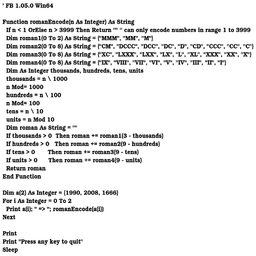 ' FB 1.05.0 Win64
Function romanEncode(n As Integer) As String
If n < 1 OrElse n > 3999 Then Return "" '' can only encode numbers in range 1 to 3999
Dim roman1(0 To 2) As String = {"MMM", "MM", "M"}
Dim roman2(0 To 8) As String = {"CM", "DCCC", "DCC", "DC", "D", "CD", "CCC", "CC", "C"}
Dim roman3(0 To 8) As String = {"XC", "LXXX", "LXX", "LX", "L", "XL", "XXX", "XX", "X"}
Dim roman4(0 To 8) As String = {"IX", "VIII", "VII", "VI", "V", "IV", "III", "II", "I"}
Dim As Integer thousands, hundreds, tens, units
thousands = n \ 1000
n Mod= 1000
hundreds = n \ 100
n Mod= 100
tens = n \ 10
units = n Mod 10
Dim roman As String = ""
If thousands > 0 Then roman += roman1(3 - thousands)
If hundreds > 0 Then roman += roman2(9 - hundreds)
If tens > 0 Then roman += roman3(9 - tens)
If units > 0 Then roman += roman4(9 - units)
Return roman
End Function
Dim a(2) As Integer = {1990, 2008, 1666}
For i As Integer = 0 To 2
Print a(i); " => "; romanEncode(a(i))
Next
Print
Print "Press any key to quit"
Sleep